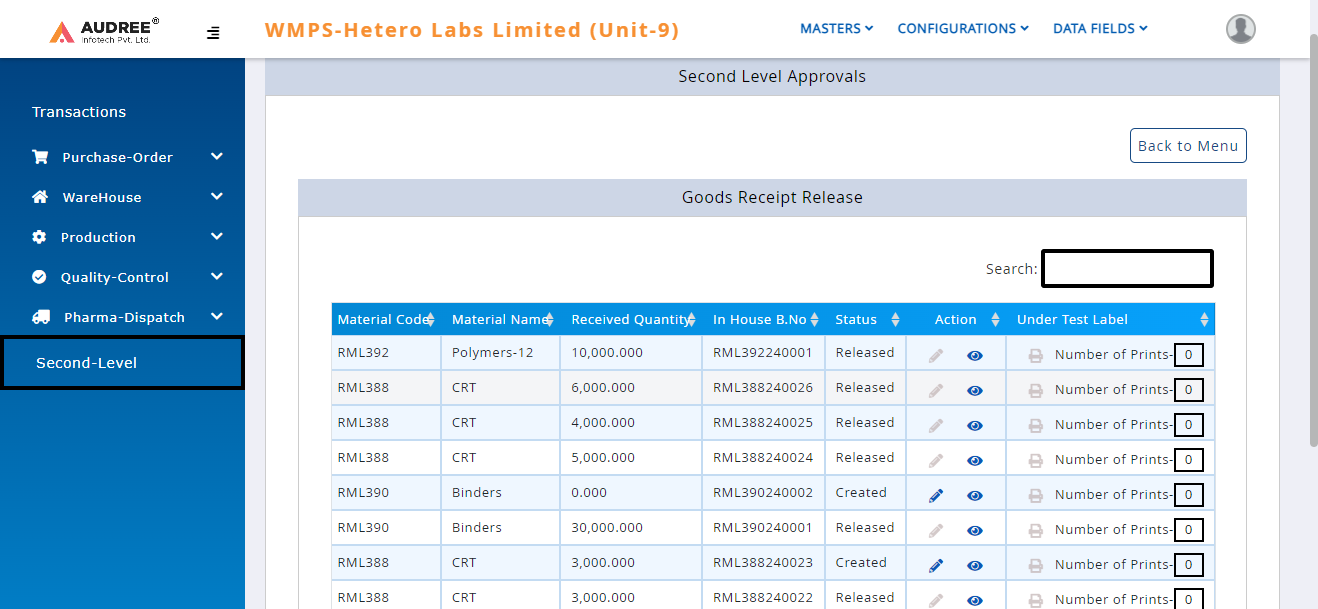 AUDREE®
Infotech Pvt. Ltd.
WMPS-Hetero Labs Limited (Unit-9)
MASTERS CONFIGURATIONS DATA FIELDS
Transactions
Purchase-Order
WareHouse
Production
Quality-Control
Pharma-Dispatch
Second-Level
Second Level Approvals
Back to Menu
Goods Receipt Release
Search:
Material Code Material Name Received Quantity In House B.No Status Action Under Test Label
RML392 Polymers-12 10,000.000 RML392240001 Released Number of Prints- 0
RML388 CRT 6,000.000 RML388240026 Released Number of Prints- 0
RML388 CRT 4,000.000 RML388240025 Released Number of Prints- 0
RML388 CRT 5,000.000 RML388240024 Released Number of Prints- 0
RML390 Binders 0.000 RML390240002 Created Number of Prints- 0
RML390 Binders 30,000.000 RML390240001 Released Number of Prints- 0
RML388 CRT 3,000.000 RML388240023 Created Number of Prints- 0
RML388 CRT 3,000.000 RML388240022 Released Number of Prints- 0